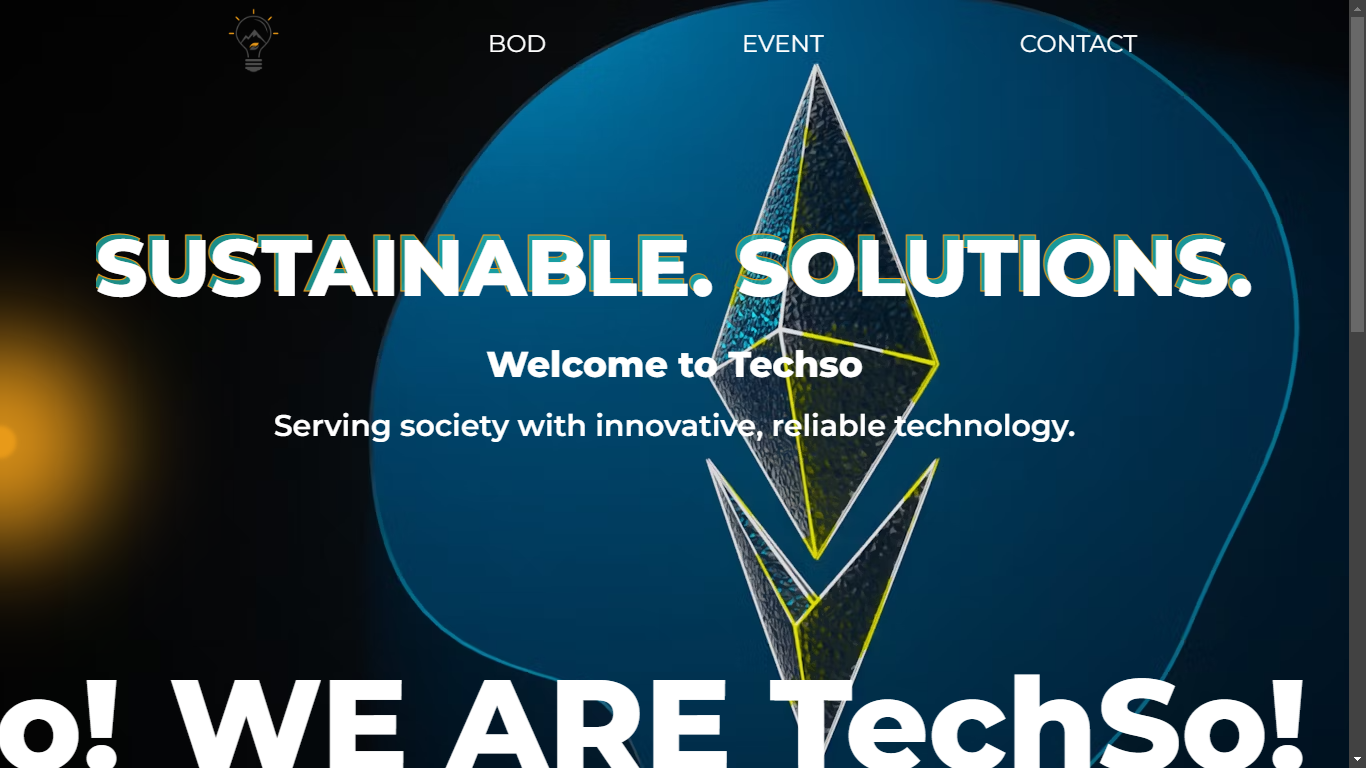 BOD
EVENT
CONTACT
SUSTAINABLE. SOLUTIONS.
Welcome to Techso
Serving society with innovative, reliable technology.
o! WE ARE TechSo!